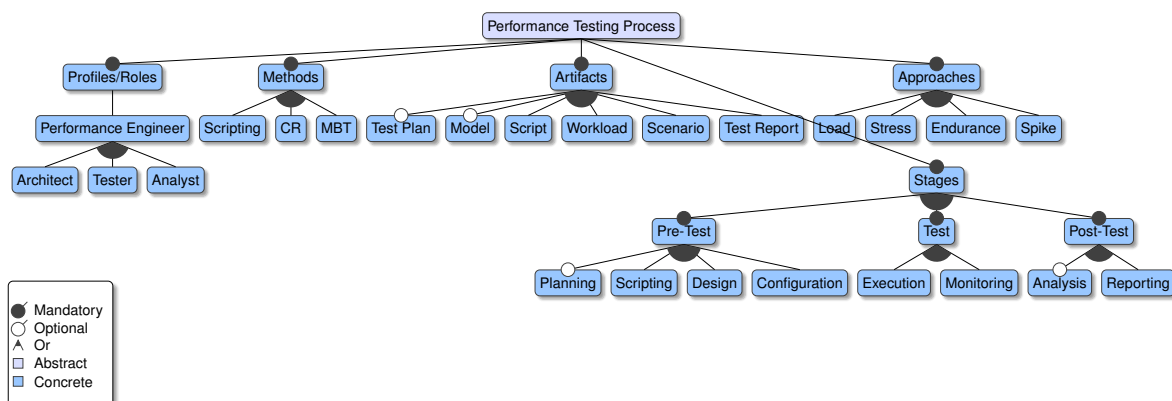 Performance Testing Process
Profiles/Roles Methods Artifacts Approaches
Performance Engineer Scripting CR MBT Test Plan Model Script Workload Scenario Test Report Load Stress Endurance Spike
Architect Tester Analyst Stages
Pre-Test Test Post-Test
Planning Scripting Design Configuration Execution Monitoring Analysis Reporting
Mandatory
Optional
Or
Abstract
Concrete